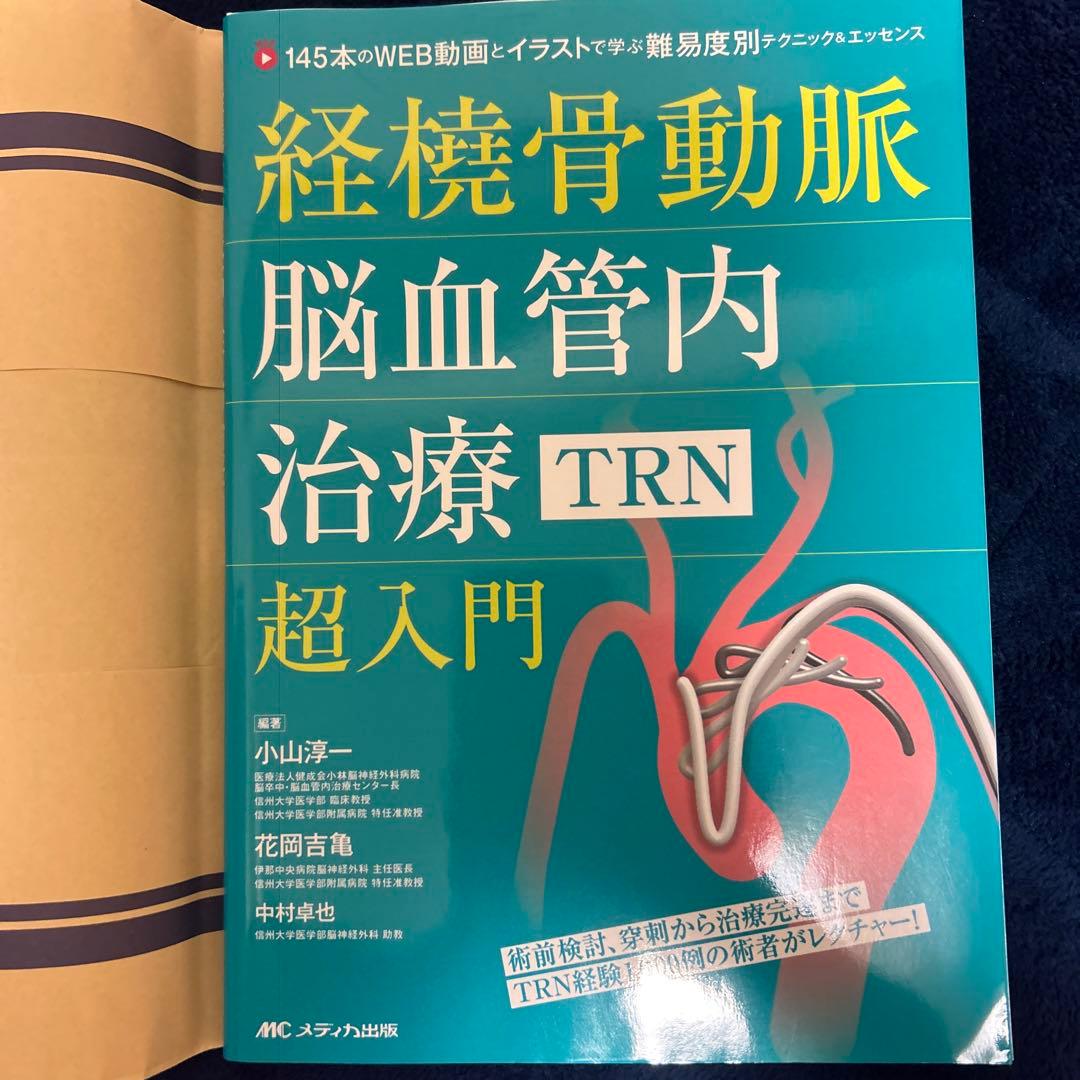 145本のWEB動画とイラストで学ぶ難易度別テクニック&エッセンス
経橈骨動脈
脳血管内
治療 TRN
超入門
編著
小山淳一
医療法人健成会小林脳神経外科病院
脳卒中・脳血管内治療センター長
信州大学医学部 臨床教授
信州大学医学部附属病院 特任准教授
花岡吉亀
伊那中央病院脳神経外科 主任医長
信州大学医学部附属病院 特任准教授
中村卓也
信州大学医学部脳神経外科 助教
術前検討、穿刺から治療完遂まで
TRN経験 例の術者がレクチャー!
MC メディカ出版